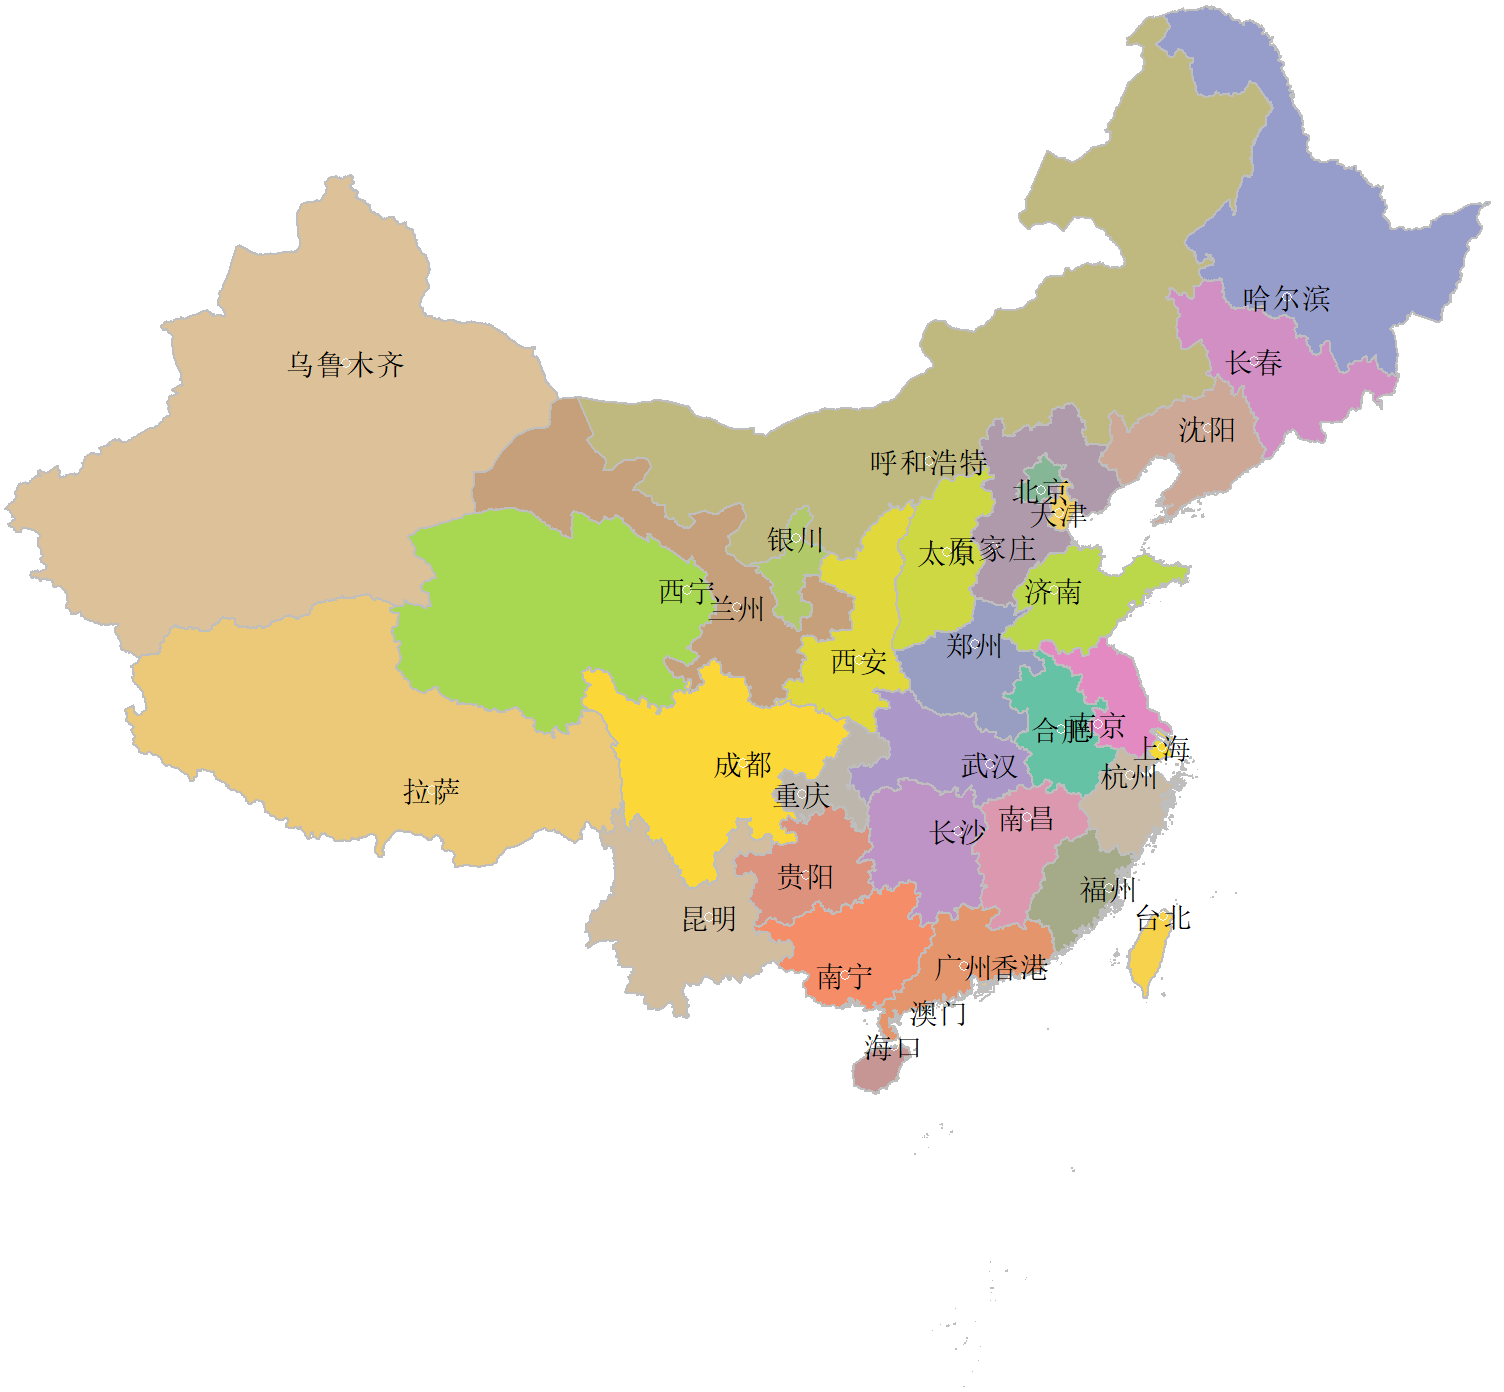 哈尔滨
长春
乌鲁木齐
沈阳
呼和浩特
北京
天津
银川
太原
石家庄
西宁
济南
兰州
郑州
西安
南京
合肥
上海
成都
武汉
杭州
拉萨
重庆
南昌
长沙
贵阳
福州
昆明
台北
广州
香港
南宁
澳门
海口